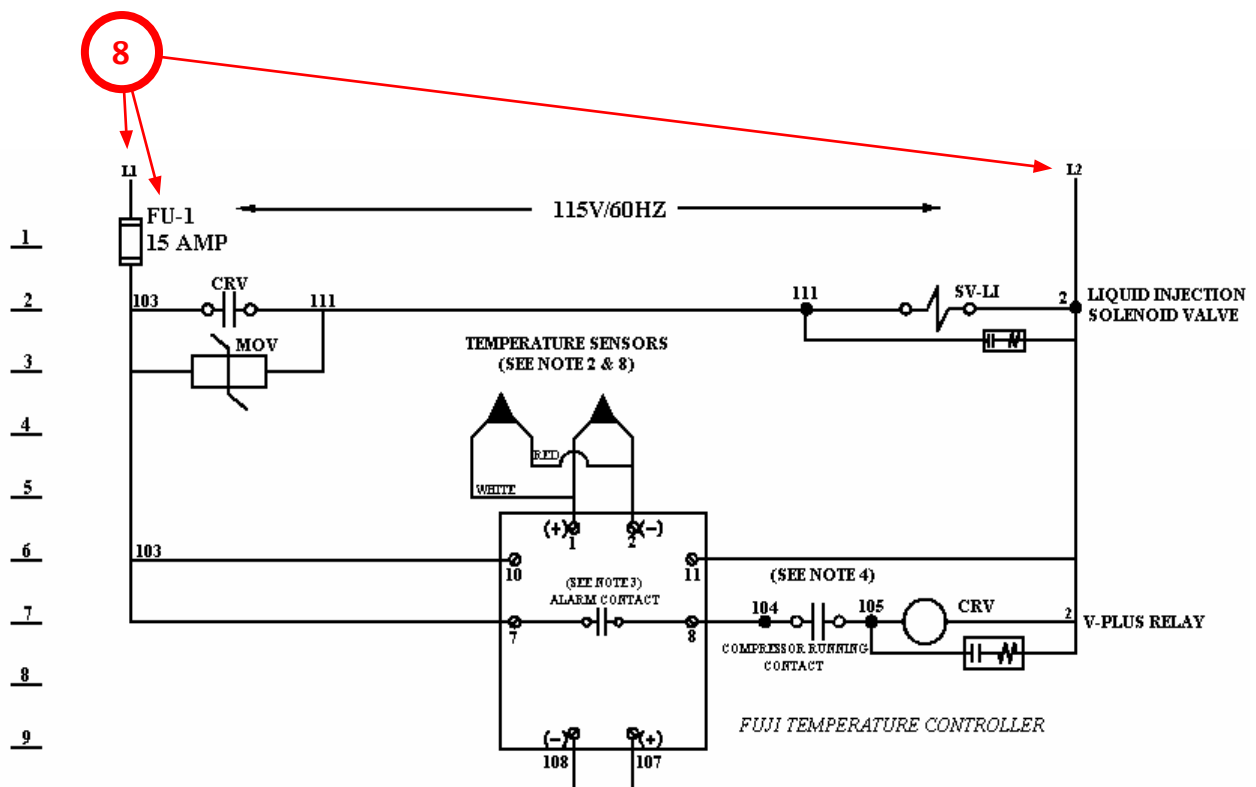 8
L1
L2
FU-1
15 AMP
115V/60HZ
1
2
103
CRV
111
111
SV-LI
2
LIQUID INJECTION
SOLENOID VALVE
3
MOV
TEMPERATURE SENSORS
(SEE NOTE 2 & 8)
4
RED
5
WHITE
(+)
1
2
(-)
6
103
10
11
(SEE NOTE 3)
ALARM CONTACT
(SEE NOTE 4)
7
7
8
104
105
CRV
2
V-PLUS RELAY
COMPRESSOR RUNNING
CONTACT
8
FUJI TEMPERATURE CONTROLLER
9
(-)
(+)
108
107